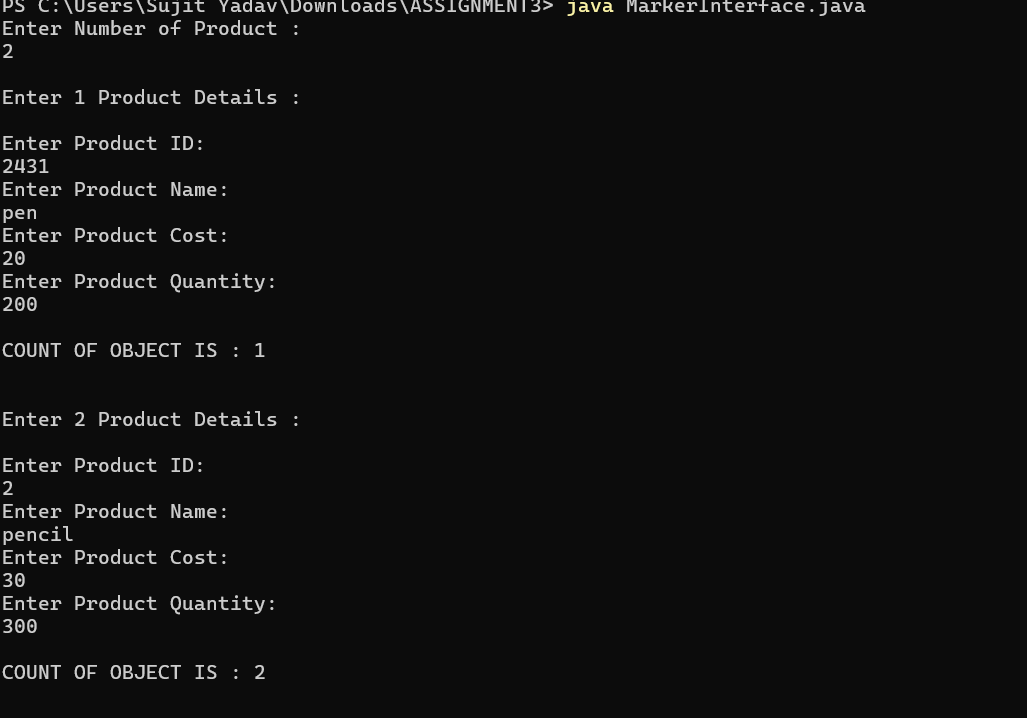 PS C:\Users\Sujit Yadav\Downloads\ASSIGNMENT3> java MarkerInterface.java
Enter Number of Product :
2
Enter 1 Product Details :
Enter Product ID:
2431
Enter Product Name:
pen
Enter Product Cost:
20
Enter Product Quantity:
200
COUNT OF OBJECT IS : 1
Enter 2 Product Details :
Enter Product ID:
2
Enter Product Name:
pencil
Enter Product Cost:
30
Enter Product Quantity:
300
COUNT OF OBJECT IS : 2